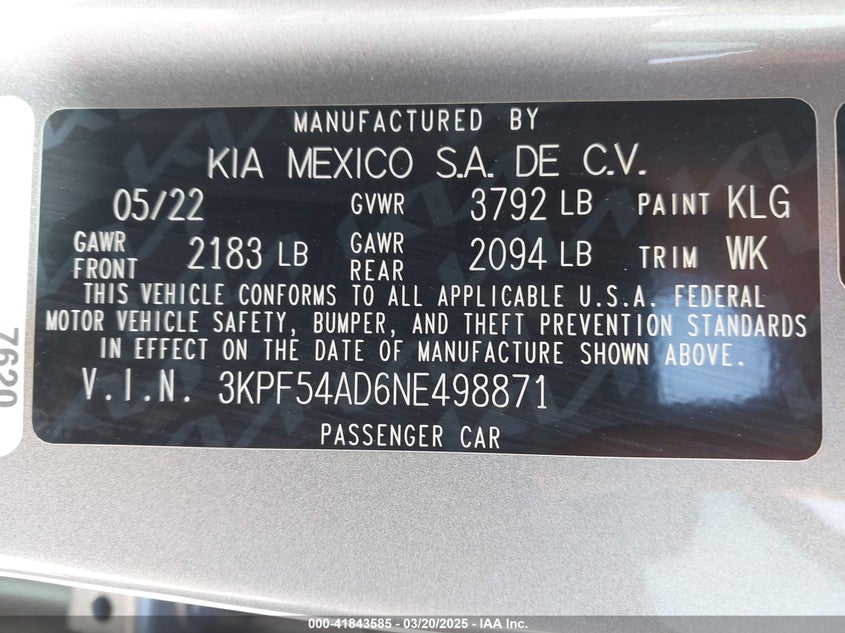 MANUFACTURED BY
KIA MEXICO S.A. DE C.V.
05/22 GVWR 3792 LB PAINT KLG
GAWR FRONT 2183 LB GAWR REAR 2094 LB TRIM WK
THIS VEHICLE CONFORMS TO ALL APPLICABLE U.S.A. FEDERAL
MOTOR VEHICLE SAFETY, BUMPER, AND THEFT PREVENTION STANDARDS
IN EFFECT ON THE DATE OF MANUFACTURE SHOWN ABOVE.
V.I.N. 3KPF54AD6NE498871
PASSENGER CAR
7620
000-41843585 - 03/20/2025 - IAA Inc.